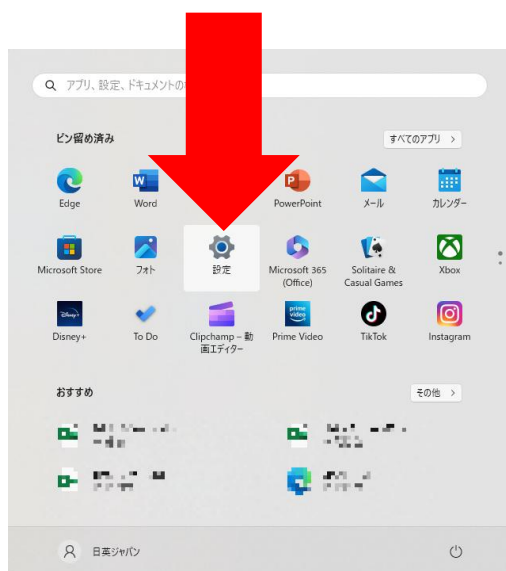 アプリ、設定、ドキュメントの
ピン留め済み
すべてのアプリ >
Edge
Word
PowerPoint
メール
カレンダー
Microsoft Store
フォト
設定
Microsoft 365
(Office)
Solitaire &
Casual Games
Xbox
Disney+
To Do
Clipchamp – 動
画エディター
Prime Video
TikTok
Instagram
おすすめ
その他 >
日英ジャパン